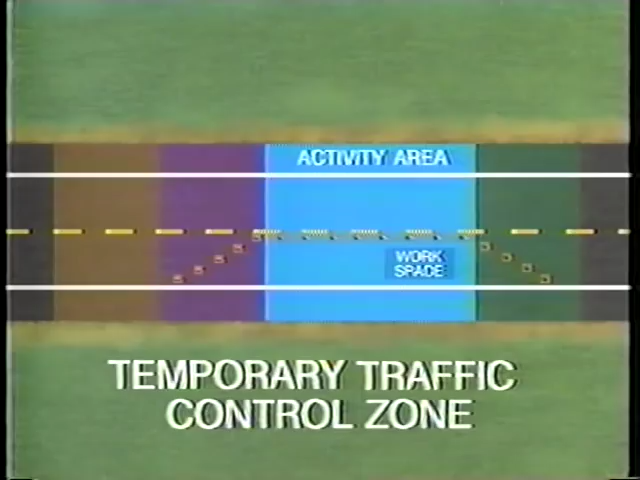 ACTIVITY AREA
WORK
SPACE
TEMPORARY TRAFFIC
CONTROL ZONE